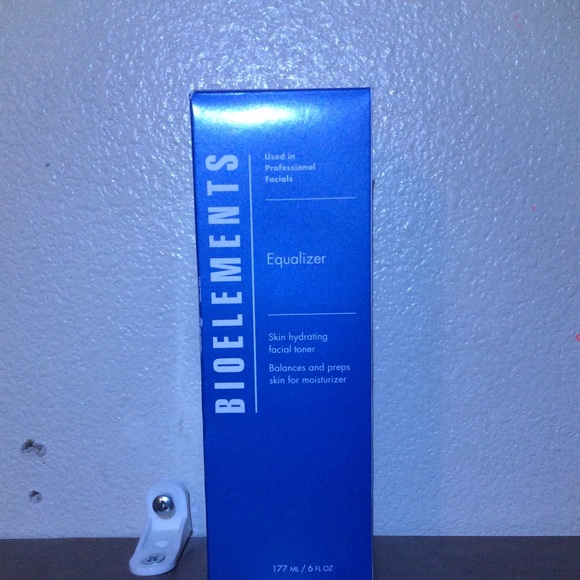 BIOELEMENTS
Used in
Professional
Facials
Equalizer
Skin hydrating
facial toner
Balances and preps
skin for moisturizer
177 ML / 6 FL OZ